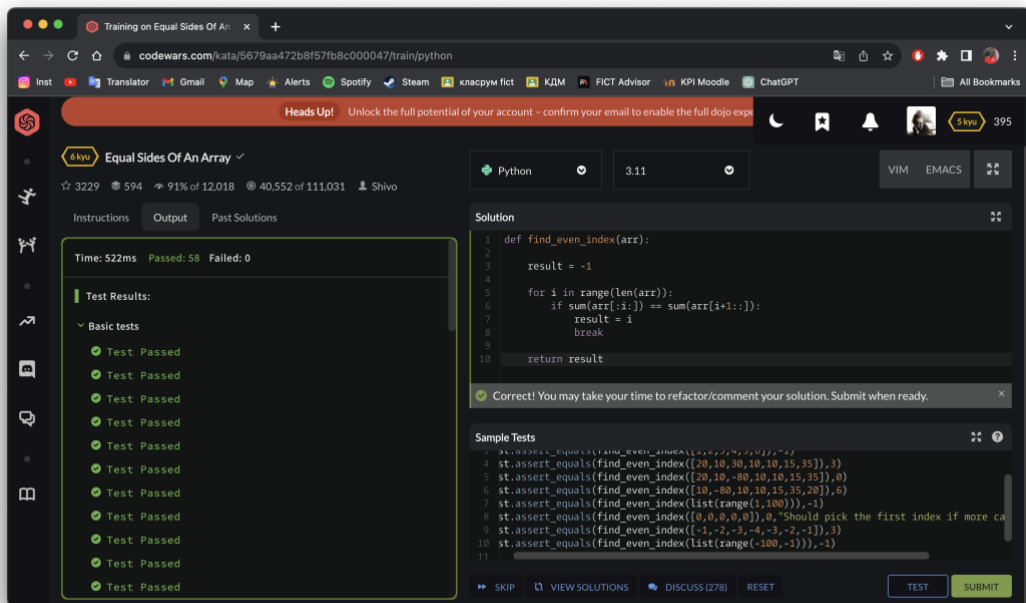 Training on Equal Sides Of An
codewars.com/kata/5679aa472b8f57fb8c000047/train/python
Inst
Translator
Gmail
Map
Alerts
Spotify
Steam
класрум fict
КДМ
FICT Advisor
KPI Moodle
ChatGPT
All Bookmarks
Heads Up! Unlock the full potential of your account – confirm your email to enable the full dojo expe
5 kyu 395
6 kyu Equal Sides Of An Array
3229 594 91% of 12,018 40,552 of 111,031 Shivo
Python
3.11
VIM EMACS
Instructions Output Past Solutions
Time: 522ms Passed: 58 Failed: 0
Test Results:
Basic tests
Test Passed
Test Passed
Test Passed
Test Passed
Test Passed
Test Passed
Test Passed
Test Passed
Test Passed
Test Passed
Test Passed
Solution
1 def find_even_index(arr):
2
3 result = -1
4
5 for i in range(len(arr)):
6 if sum(arr[:i:]) == sum(arr[i+1::]):
7 result = i
8 break
9
10 return result
Correct! You may take your time to refactor/comment your solution. Submit when ready.
Sample Tests
3 st.assert_equals(find_even_index([1,2,3,4,5,6]),-1)
4 st.assert_equals(find_even_index([20,10,30,10,10,15,35]),3)
5 st.assert_equals(find_even_index([20,10,-80,10,10,15,35]),0)
6 st.assert_equals(find_even_index([10,-80,10,10,15,35,20]),6)
7 st.assert_equals(find_even_index(list(range(1,100))),-1)
8 st.assert_equals(find_even_index([0,0,0,0,0]),0,"Should pick the first index if more ca
9 st.assert_equals(find_even_index([-1,-2,-3,-4,-3,-2,-1]),3)
10 st.assert_equals(find_even_index(list(range(-100,-1))),-1)
11
SKIP VIEW SOLUTIONS DISCUSS (278) RESET TEST SUBMIT